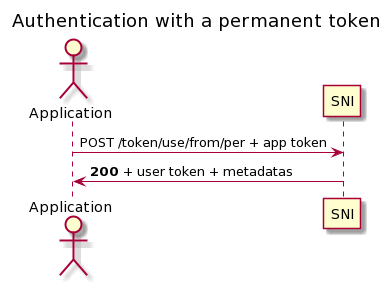 Authentication with a permanent token
Application
SNI
POST /token/use/from/per + app token
200 + user token + metadatas
Application
SNI